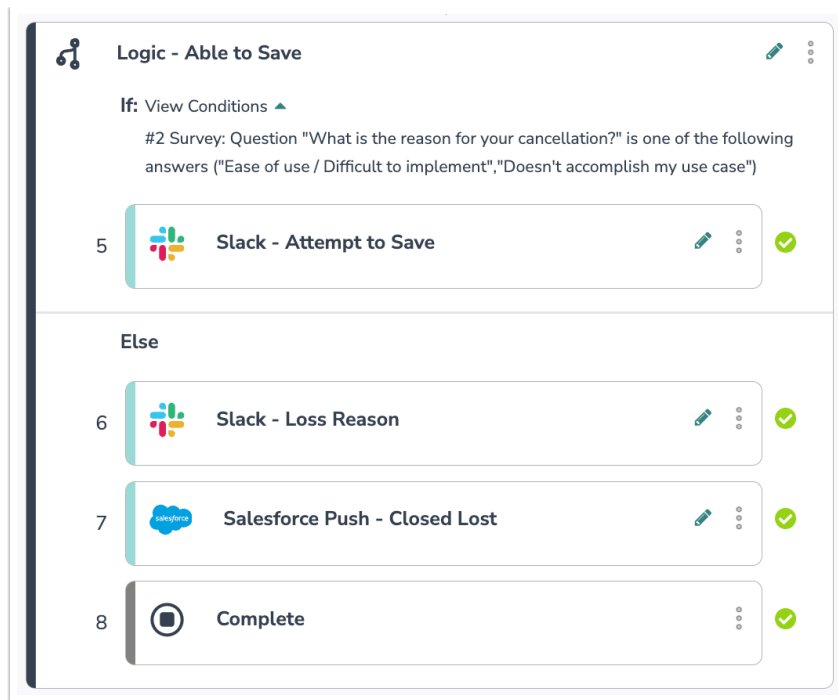 Logic - Able to Save
If: View Conditions
#2 Survey: Question "What is the reason for your cancellation?" is one of the following
answers ("Ease of use / Difficult to implement","Doesn't accomplish my use case")
5 Slack - Attempt to Save
Else
6 Slack - Loss Reason
7 salesforce Salesforce Push - Closed Lost
8 Complete